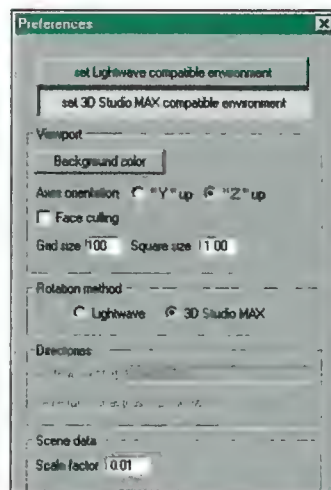 Preferences
set Lightwave compatible environment
set 3D Studio MAX compatible environment
Viewport
Background color
Axes orientation: "Y" up "Z" up
Face culling
Grid size 100 Square size 1.00
Rotation method
Lightwave 3D Studio MAX
Directories
Scene data
Scale factor 0.01